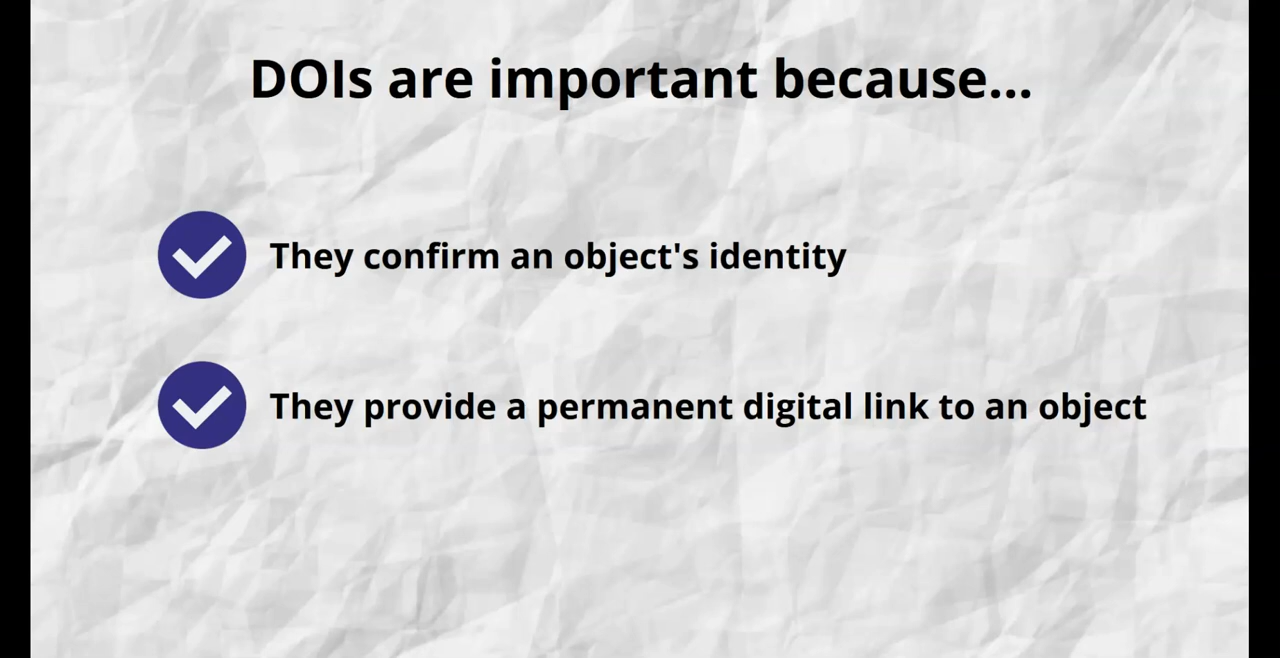 DOIs are important because...
They confirm an object's identity
They provide a permanent digital link to an object